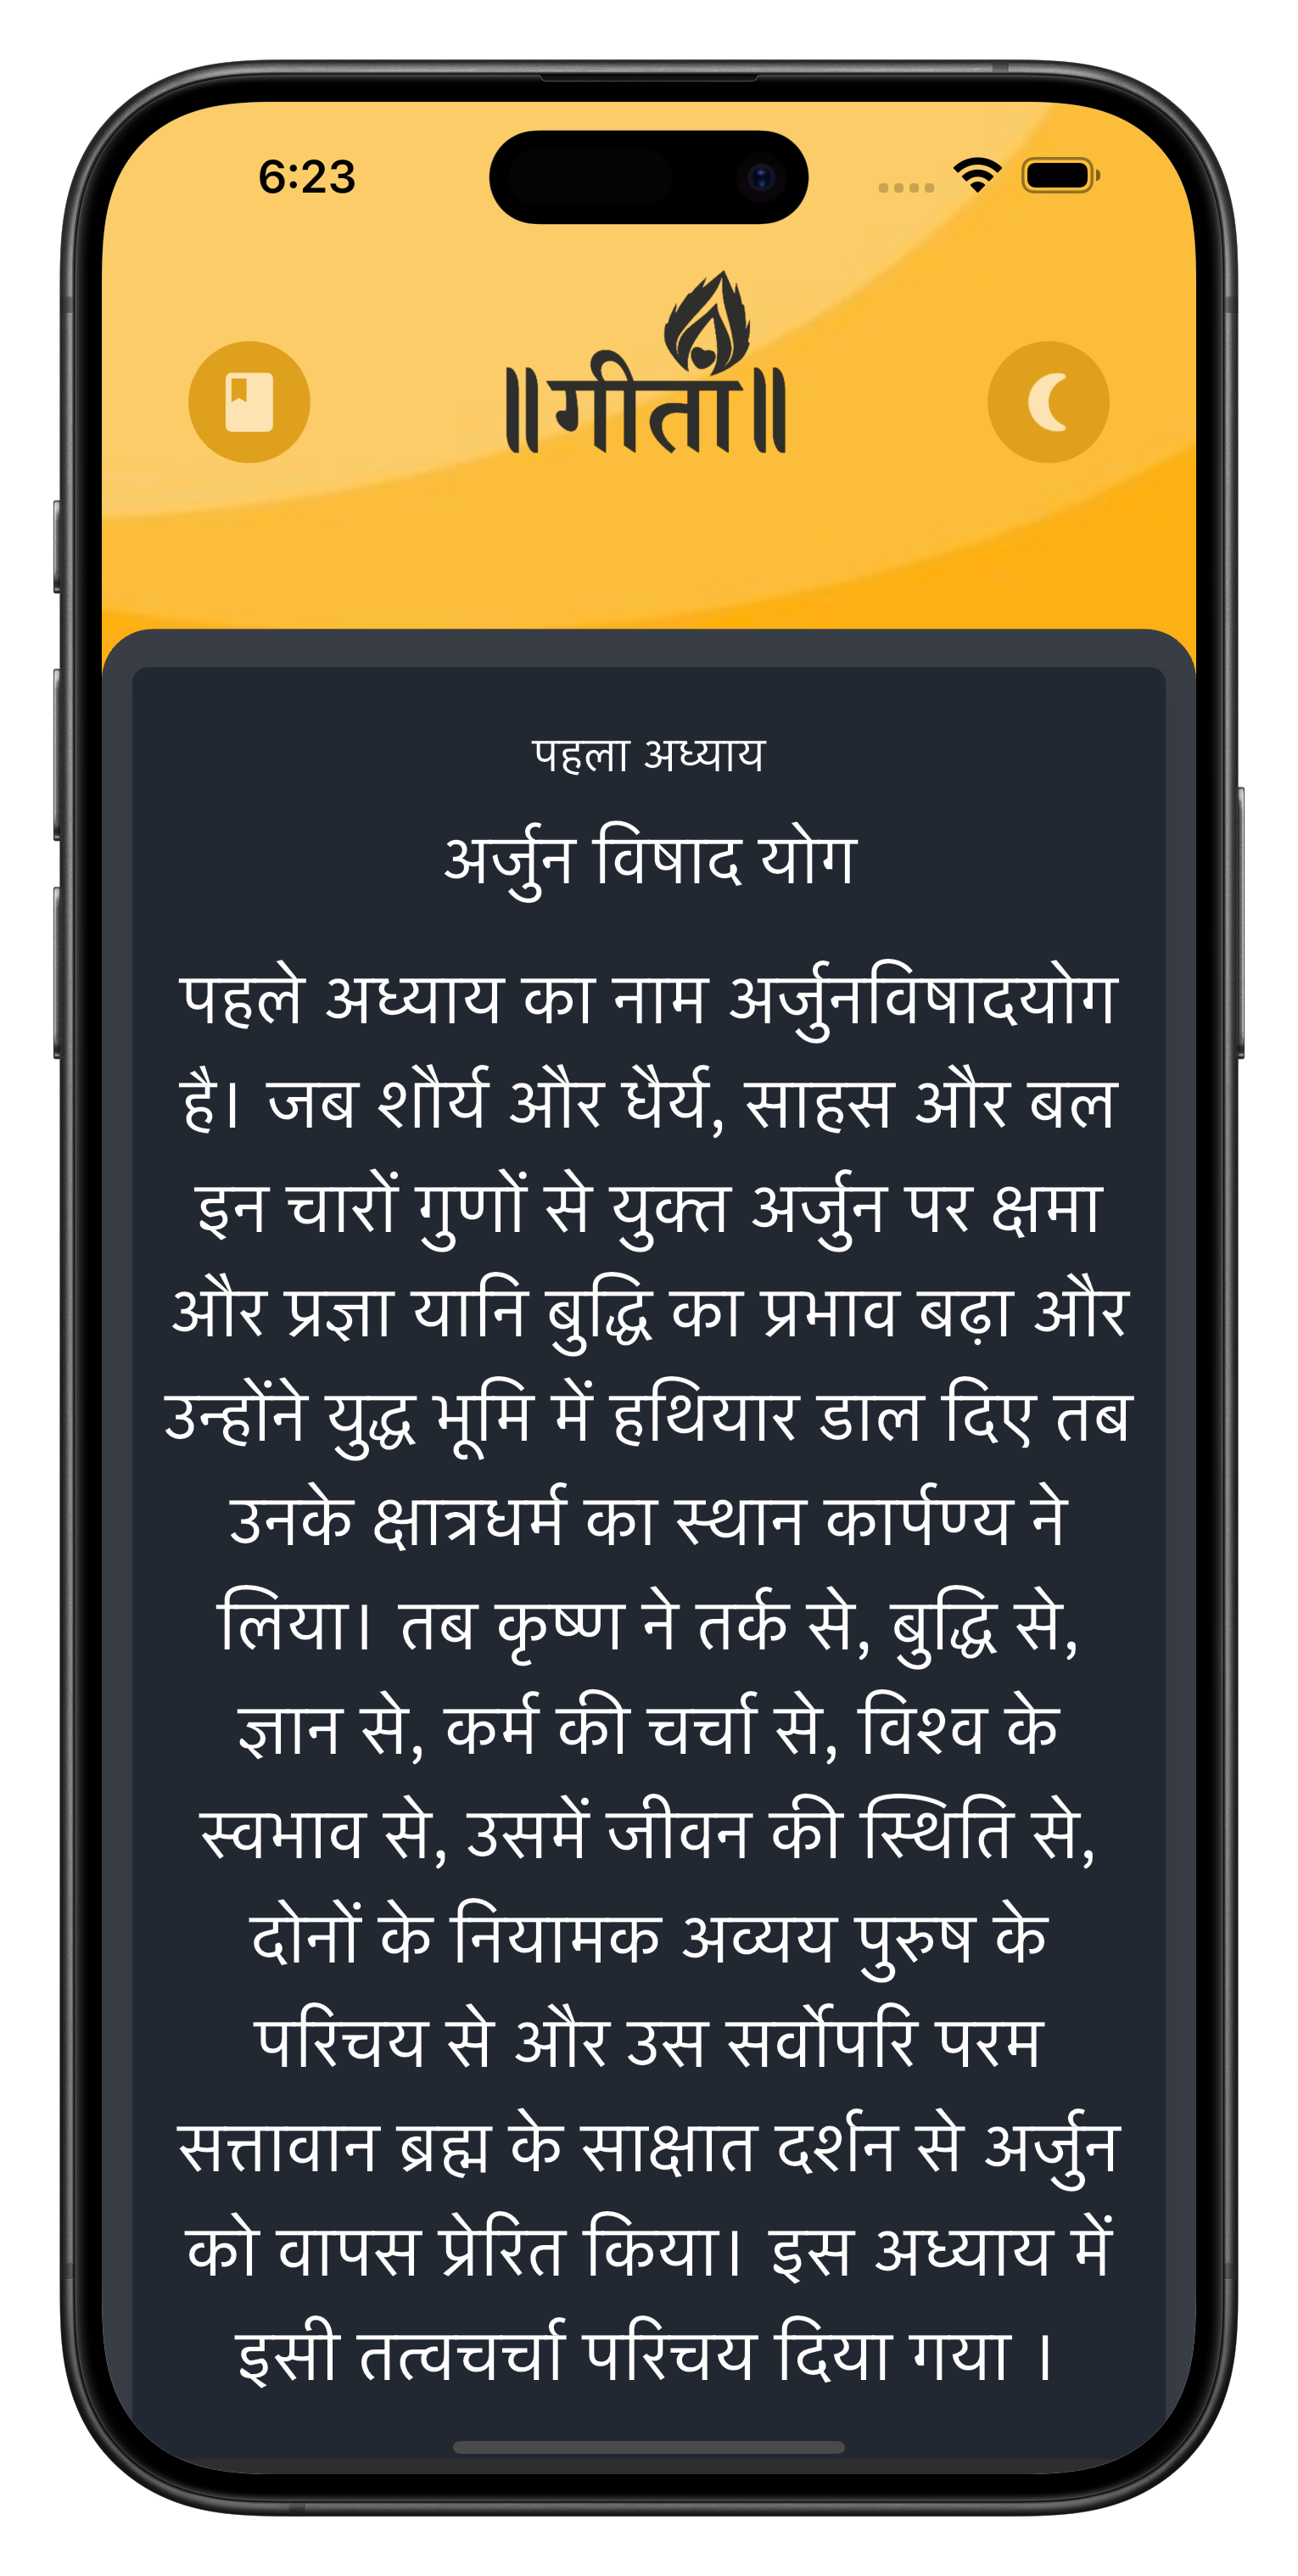 6:23
॥गीता॥
पहला अध्याय
अर्जुन विषाद योग
पहले अध्याय का नाम अर्जुनविषादयोग
है। जब शौर्य और धैर्य, साहस और बल
इन चारों गुणों से युक्त अर्जुन पर क्षमा
और प्रज्ञा यानि बुद्धि का प्रभाव बढ़ा और
उन्होंने युद्ध भूमि में हथियार डाल दिए तब
उनके क्षात्रधर्म का स्थान कार्पण्य ने
लिया। तब कृष्ण ने तर्क से, बुद्धि से,
ज्ञान से, कर्म की चर्चा से, विश्व के
स्वभाव से, उसमें जीवन की स्थिति से,
दोनों के नियामक अव्यय पुरुष के
परिचय से और उस सर्वोपरि परम
सत्तावान ब्रह्म के साक्षात दर्शन से अर्जुन
को वापस प्रेरित किया। इस अध्याय में
इसी तत्वचर्चा परिचय दिया गया ।